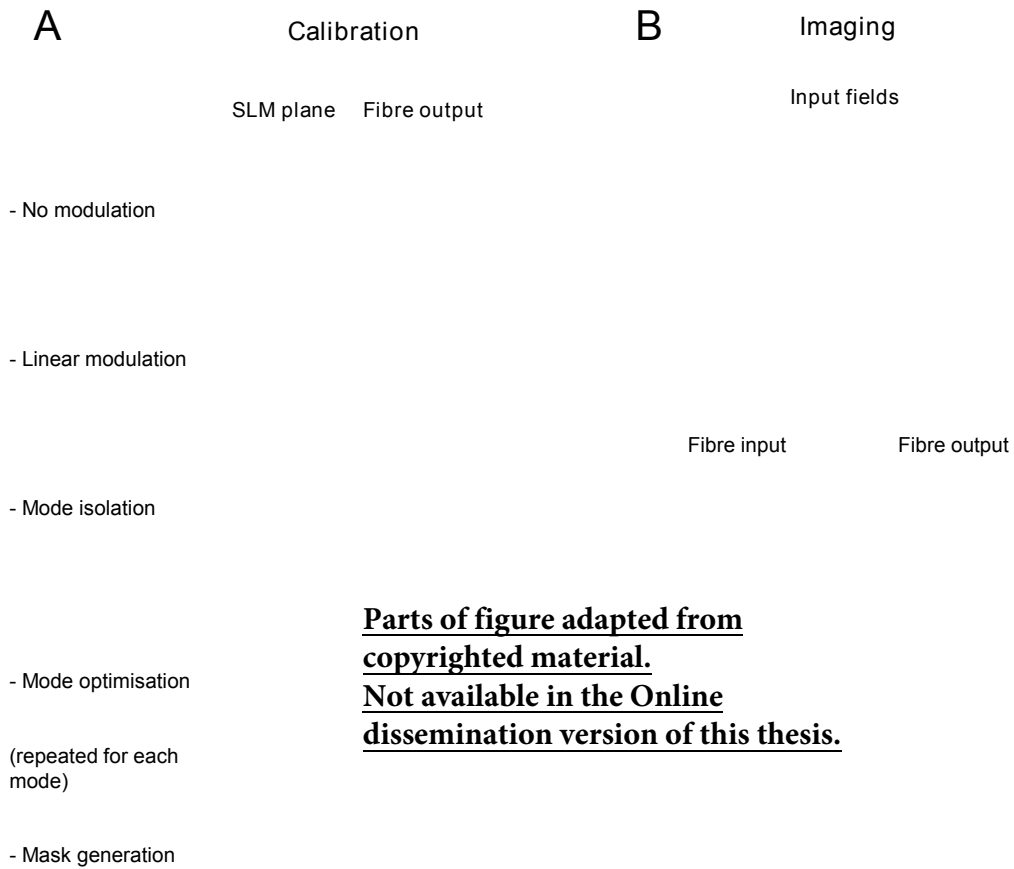 A
Calibration
SLM plane
Fibre output
- No modulation
- Linear modulation
- Mode isolation
- Mode optimisation
(repeated for each
mode)
- Mask generation
B
Imaging
Input fields
Fibre input
Fibre output
Parts of figure adapted from
copyrighted material.
Not available in the Online
dissemination version of this thesis.